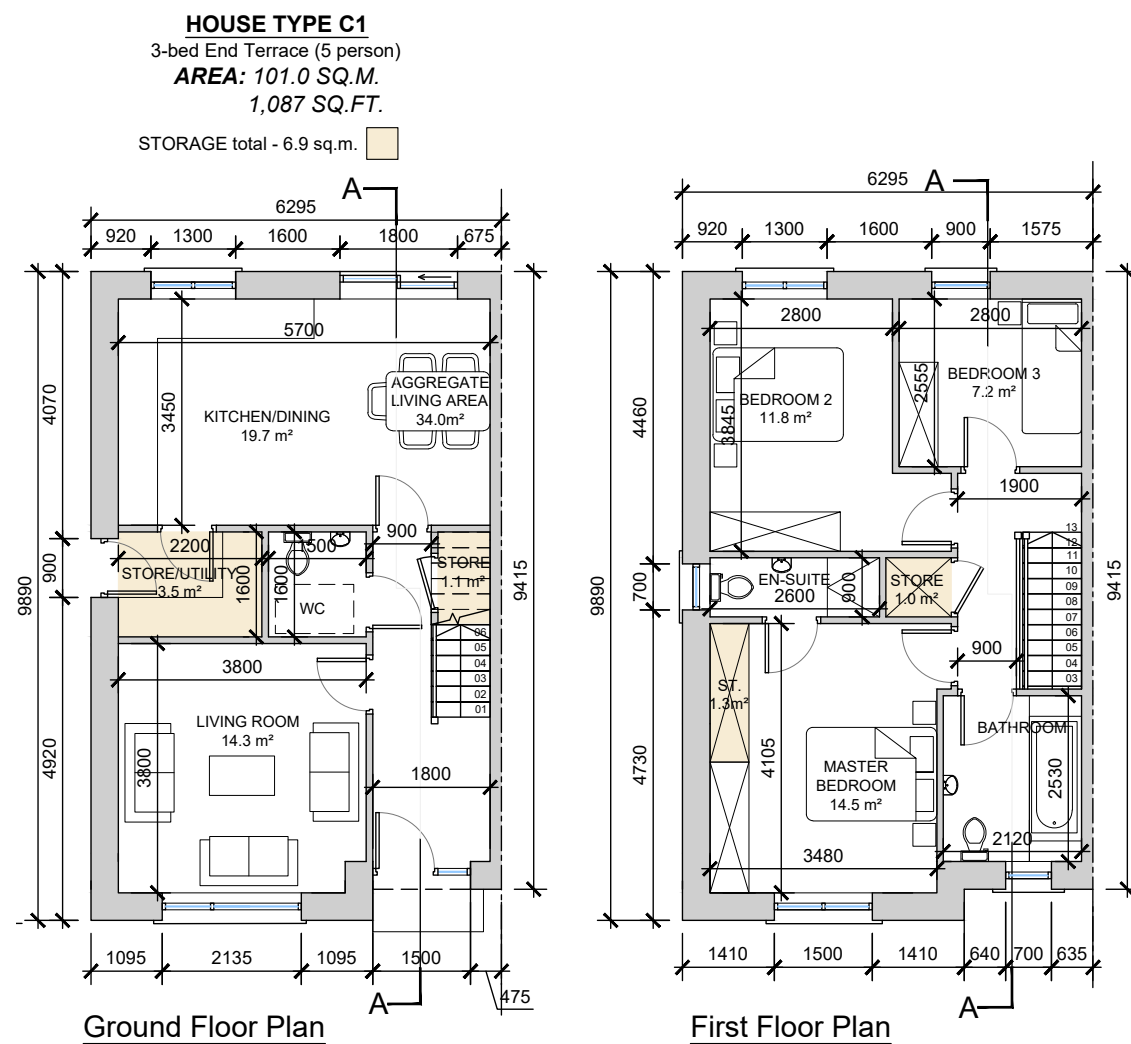 HOUSE TYPE C1
3-bed End Terrace (5 person)
AREA: 101.0 SQ.M.
1,087 SQ.FT.
STORAGE total - 6.9 sq.m.
A
6295
920 1300 1600 1800 675
5700
4070
3450
KITCHEN/DINING
19.7 m²
AGGREGATE
LIVING AREA
34.0m²
900
2200
1500
STORE/UTILITY
3.5 m²
1600
1600
WC
900
STORE
1.1 m²
9890
9415
06
05
04
03
02
01
3800
LIVING ROOM
14.3 m²
3800
4920
1800
1095 2135 1095 1500
475
A
Ground Floor Plan
A
6295
920 1300 1600 900 1575
2800
2800
4460
3845
BEDROOM 2
11.8 m²
2555
BEDROOM 3
7.2 m²
1900
13
12
11
10
09
08
07
06
05
04
03
700
EN-SUITE
2600
900
STORE
1.0 m²
9890
9415
900
ST.
1.3m²
4105
BATHROOM
MASTER
BEDROOM
14.5 m²
2530
2120
3480
4730
1410 1500 1410 640 700 635
A
First Floor Plan